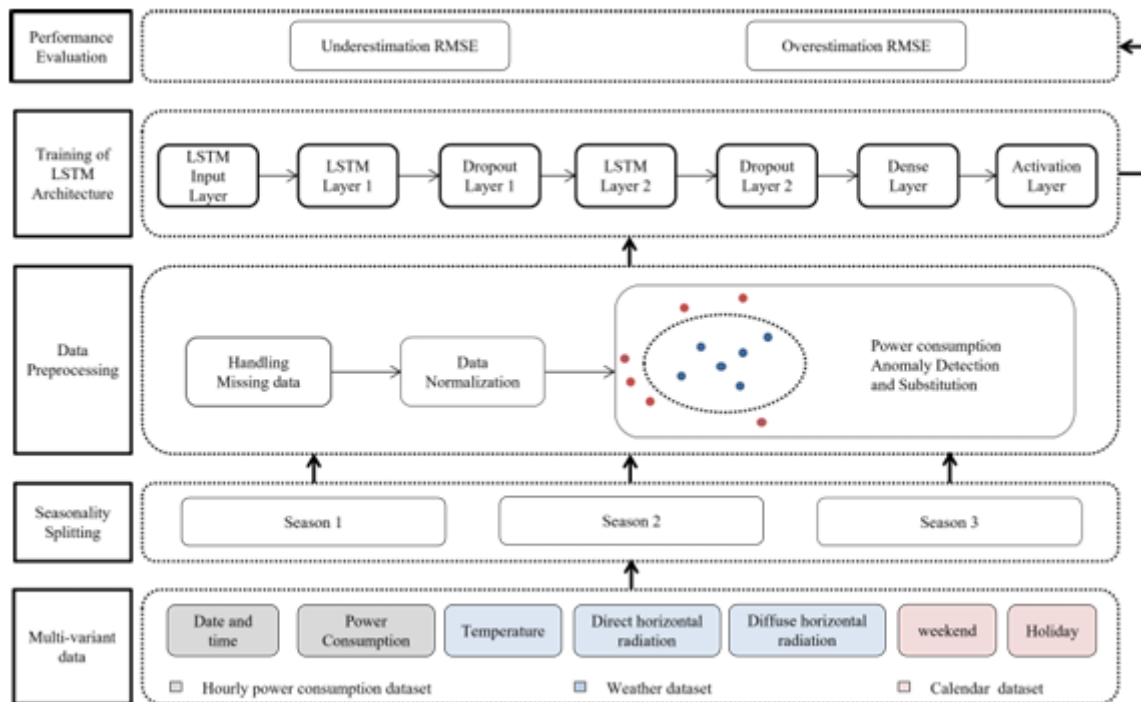 Performance
Evaluation
Underestimation RMSE
Overestimation RMSE
Training of
LSTM
Architecture
LSTM
Input
Layer
LSTM
Layer 1
Dropout
Layer 1
LSTM
Layer 2
Dropout
Layer 2
Dense
Layer
Activation
Layer
Data
Preprocessing
Handling
Missing data
Data
Normalization
Power consumption
Anomaly Detection
and Substitution
Seasonality
Splitting
Season 1
Season 2
Season 3
Multi-variant
data
Date and
time
Power
Consumption
Temperature
Direct horizontal
radiation
Diffuse horizontal
radiation
weekend
Holiday
Hourly power consumption dataset
Weather dataset
Calendar dataset